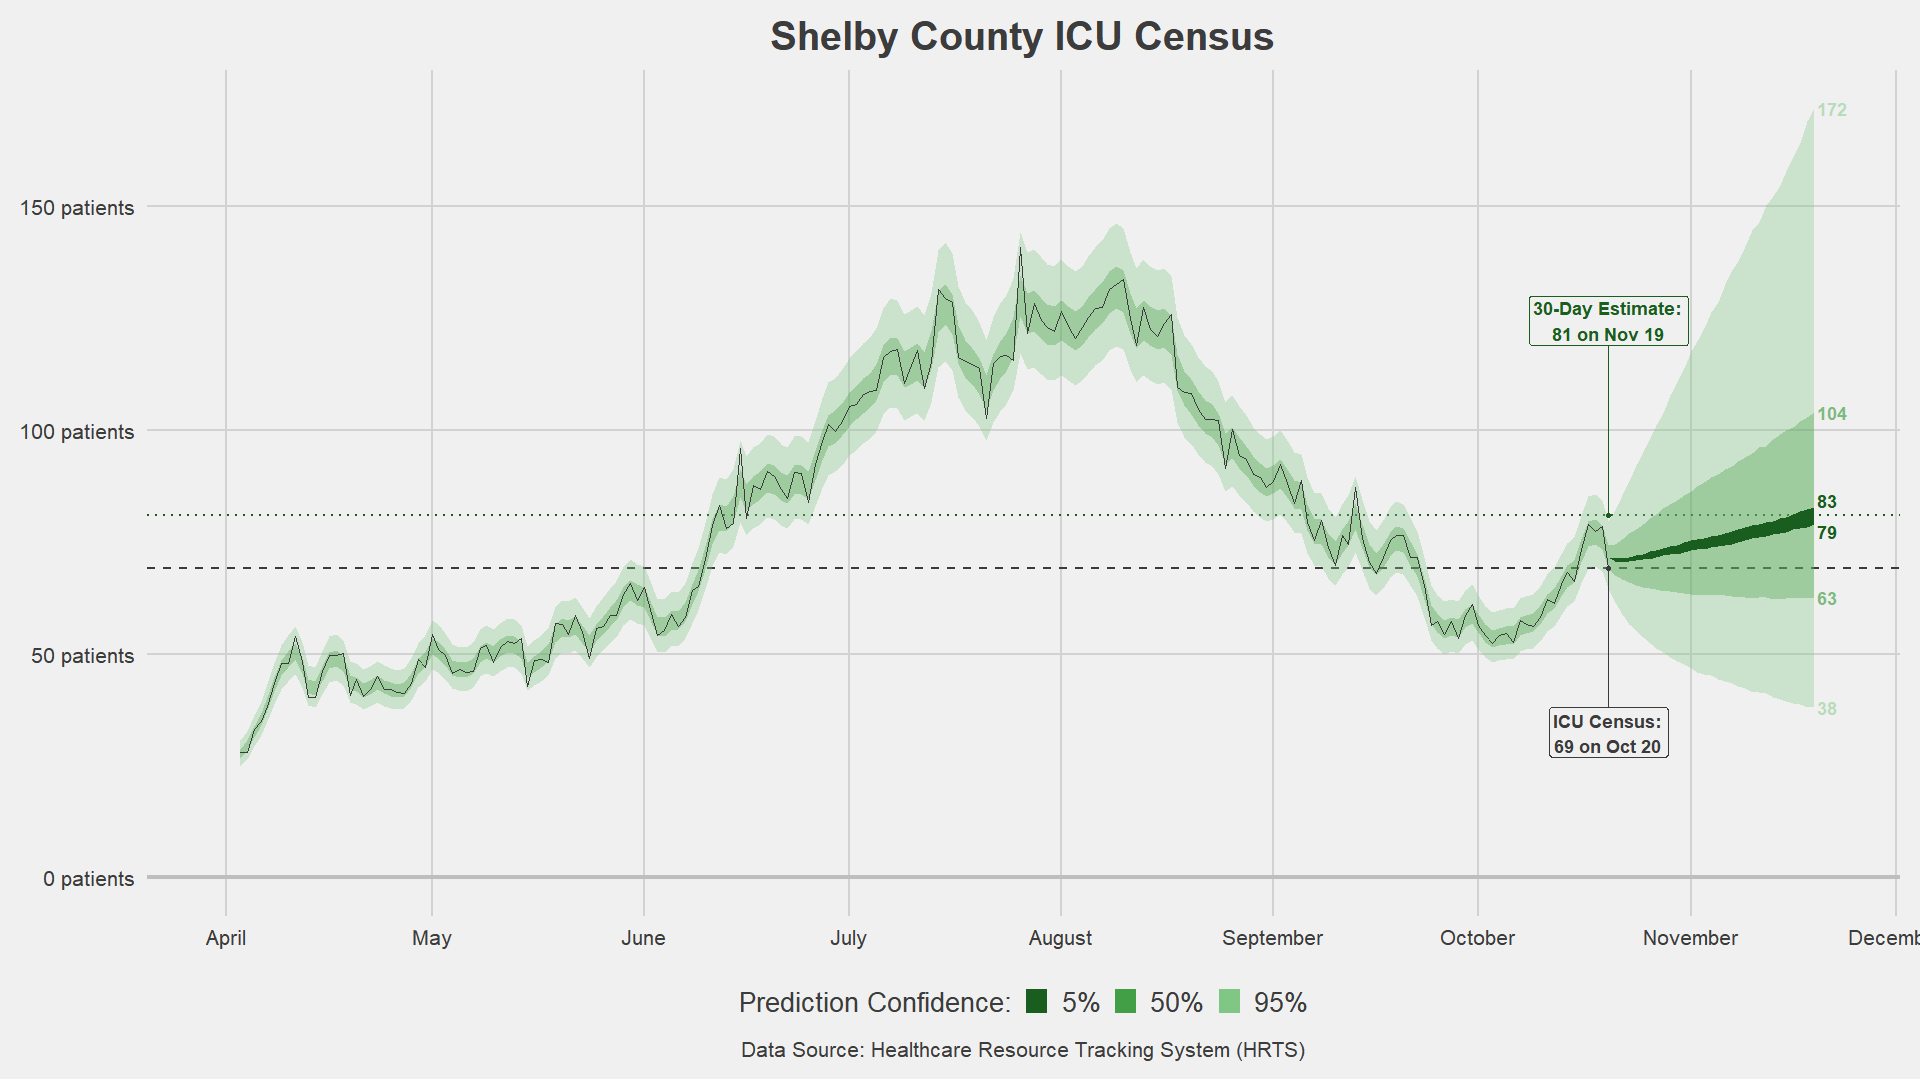 Shelby County ICU Census
172
150 patients
30-Day Estimate:
81 on Nov 19
104
100 patients
83
79
63
50 patients
38
ICU Census:
69 on Oct 20
0 patients
April May June July August September October November Decemb
Prediction Confidence: 5% 50% 95%
Data Source: Healthcare Resource Tracking System (HRTS)